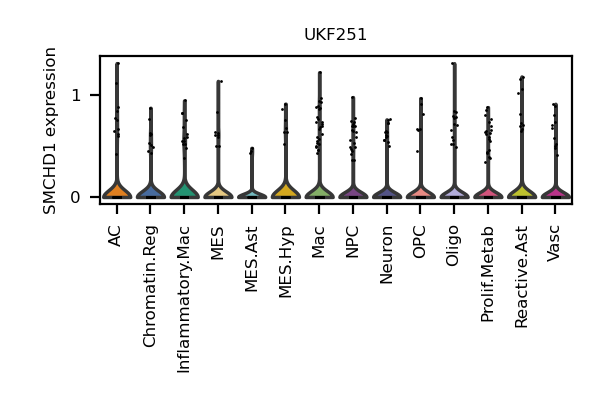 UKF251
SMCHD1 expression
1
0
AC
Chromatin.Reg
Inflammatory.Mac
MES
MES.Ast
MES.Hyp
Mac
NPC
Neuron
OPC
Oligo
Prolif.Metab
Reactive.Ast
Vasc